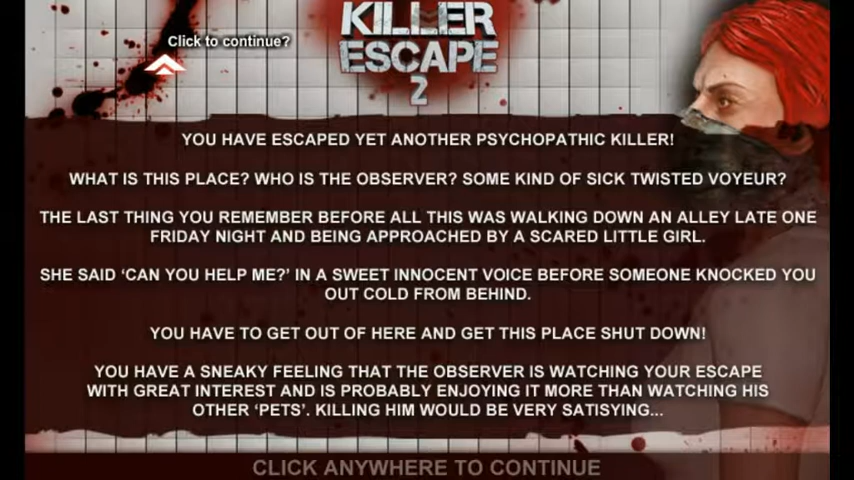 KILLER
ESCAPE
2
Click to continue?
YOU HAVE ESCAPED YET ANOTHER PSYCHOPATHIC KILLER!
WHAT IS THIS PLACE? WHO IS THE OBSERVER? SOME KIND OF SICK TWISTED VOYEUR?
THE LAST THING YOU REMEMBER BEFORE ALL THIS WAS WALKING DOWN AN ALLEY LATE ONE
FRIDAY NIGHT AND BEING APPROACHED BY A SCARED LITTLE GIRL.
SHE SAID ‘CAN YOU HELP ME?’ IN A SWEET INNOCENT VOICE BEFORE SOMEONE KNOCKED YOU
OUT COLD FROM BEHIND.
YOU HAVE TO GET OUT OF HERE AND GET THIS PLACE SHUT DOWN!
YOU HAVE A SNEAKY FEELING THAT THE OBSERVER IS WATCHING YOUR ESCAPE
WITH GREAT INTEREST AND IS PROBABLY ENJOYING IT MORE THAN WATCHING HIS
OTHER ‘PETS’. KILLING HIM WOULD BE VERY SATISYING...
CLICK ANYWHERE TO CONTINUE